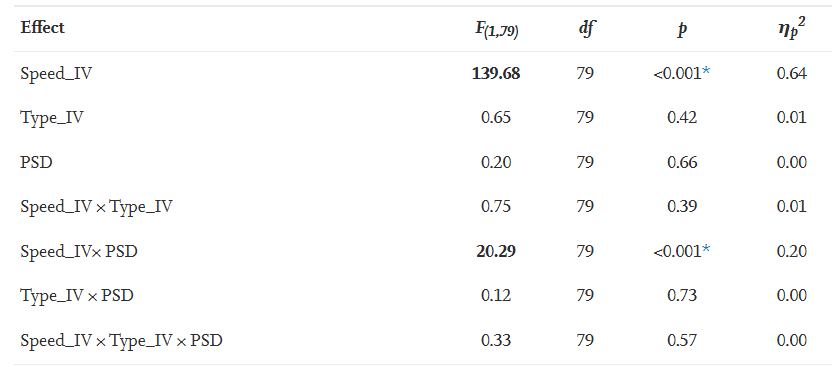 Effect F(1,79) df p ηp2
Speed_IV 139.68 79 <0.001* 0.64
Type_IV 0.65 79 0.42 0.01
PSD 0.20 79 0.66 0.00
Speed_IV × Type_IV 0.75 79 0.39 0.01
Speed_IV× PSD 20.29 79 <0.001* 0.20
Type_IV × PSD 0.12 79 0.73 0.00
Speed_IV × Type_IV × PSD 0.33 79 0.57 0.00